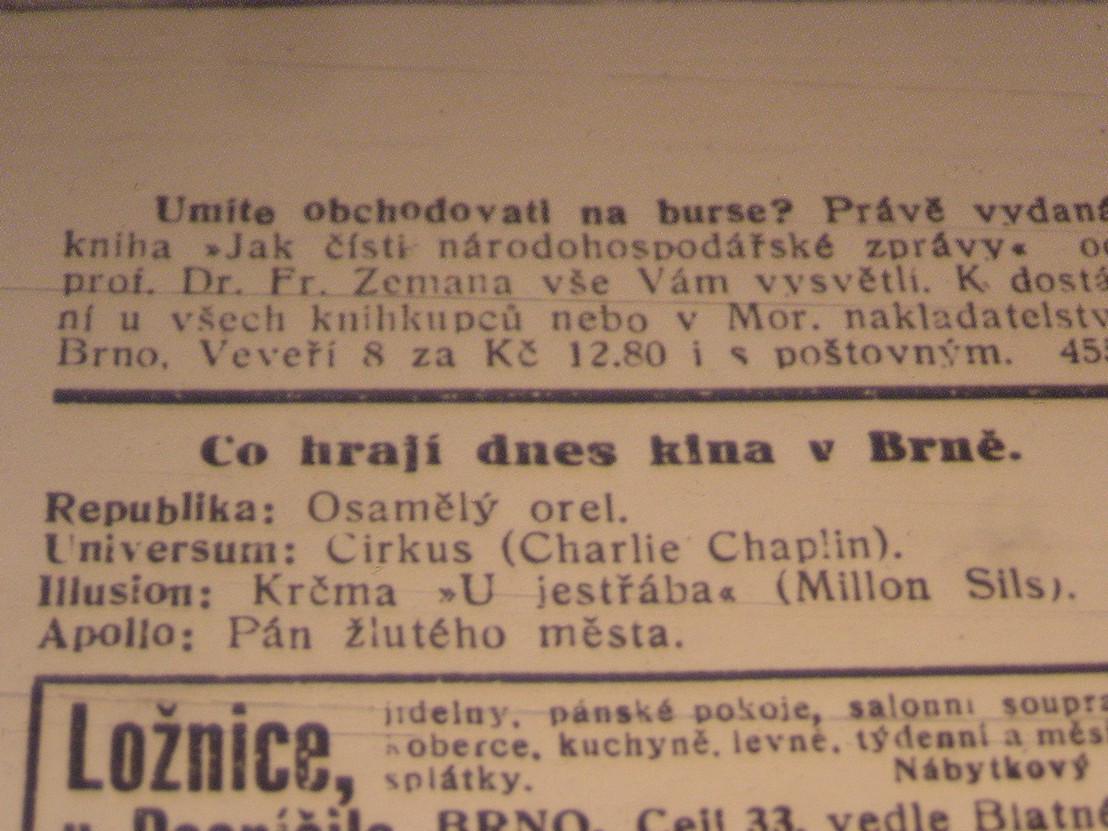 Umíte obchodovati na burse? Právě vydaná
kniha »Jak čísti národohospodářské zprávy« od
prof. Dr. Fr. Zemana vše Vám vysvětlí. K dostá
ní u všech knihkupců nebo v Mor. nakladatelstv
Brno, Veveří 8 za Kč 12.80 i s poštovným. 455
Co hrají dnes kina v Brně.
Republika: Osamělý orel.
Universum: Cirkus (Charlie Chaplin).
Illusion: Krčma »U jestřába« (Millon Sils).
Apollo: Pán žlutého města.
Ložnice, jídelny, pánské pokoje, salonní soupra
koberce, kuchyně, levné, týdenní a měs
splátky. Nábytkový
BRNO, Cejl 33, vedle Blatné